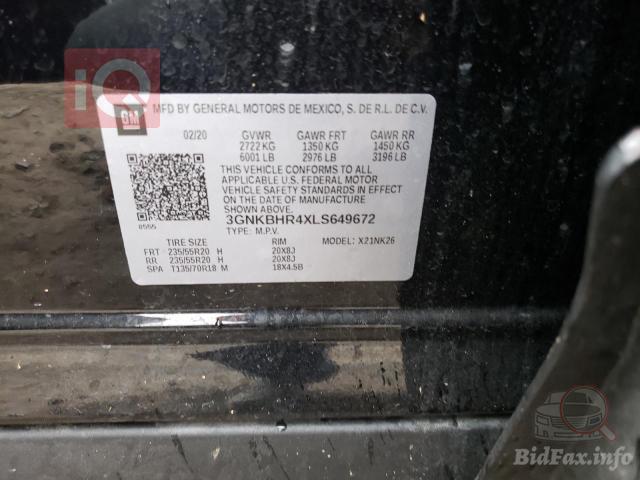 IQ
GM
MFD BY GENERAL MOTORS DE MEXICO, S. DE R.L. DE C.V.
02/20 GVWR GAWR FRT GAWR RR
2722 KG 1350 KG 1450 KG
6001 LB 2976 LB 3196 LB
THIS VEHICLE CONFORMS TO ALL
APPLICABLE U.S. FEDERAL MOTOR
VEHICLE SAFETY STANDARDS IN EFFECT
ON THE DATE OF MANUFACTURE
SHOWN ABOVE.
8555
3GNKBHR4XLS649672
TYPE: M.P.V.
TIRE SIZE RIM MODEL: X21NK26
FRT 235/55R20 H 20X8J
RR 235/55R20 H 20X8J
SPA T135/70R18 M 18X4.5B
BidFax.info